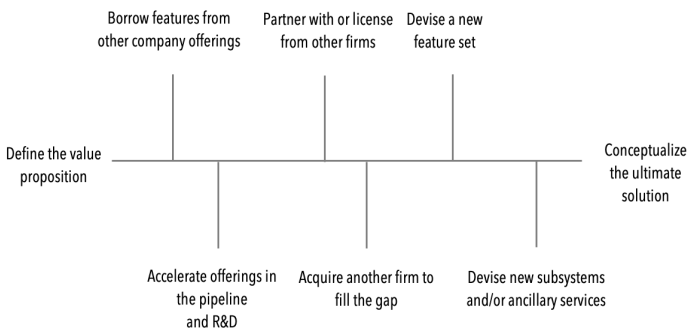 Borrow features from
other company offerings
Partner with or license
from other firms
Devise a new
feature set
Define the value
proposition
Conceptualize
the ultimate
solution
Accelerate offerings in
the pipeline
and R&D
Acquire another firm to
fill the gap
Devise new subsystems
and/or ancillary services